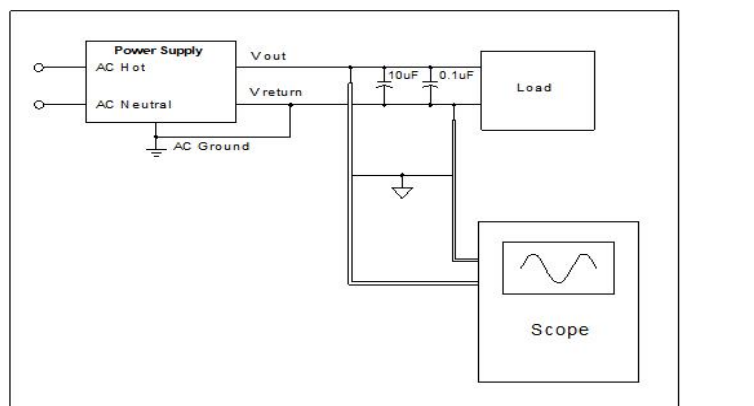 Power Supply
AC Hot
AC Neutral
Vout
Vreturn
10uF
0.1uF
Load
AC Ground
Scope